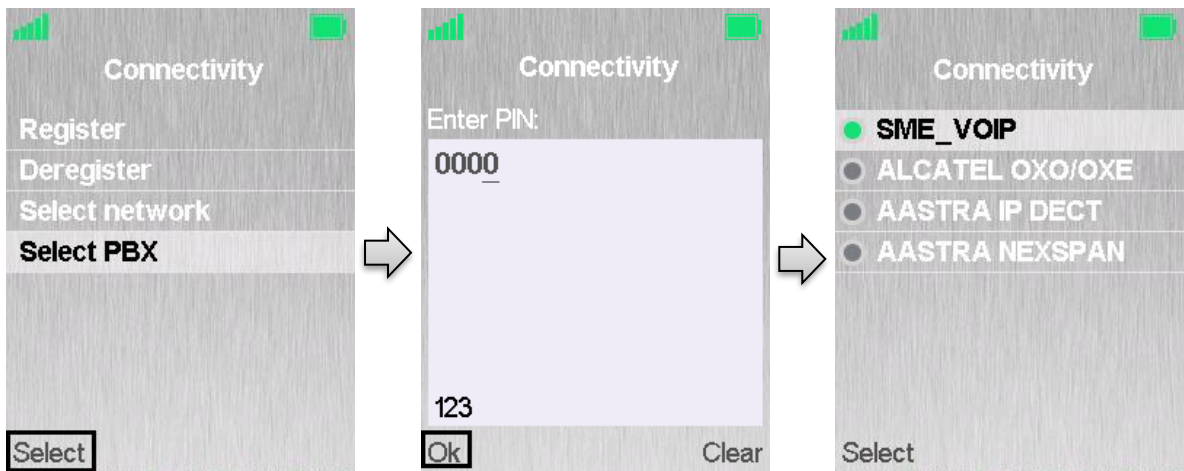 Connectivity
Register
Deregister
Select network
Select PBX
Select
Connectivity
Enter PIN:
0000
123
Ok Clear
Connectivity
SME_VOIP
ALCATEL OXO/OXE
AASTRA IP DECT
AASTRA NEXSPAN
Select